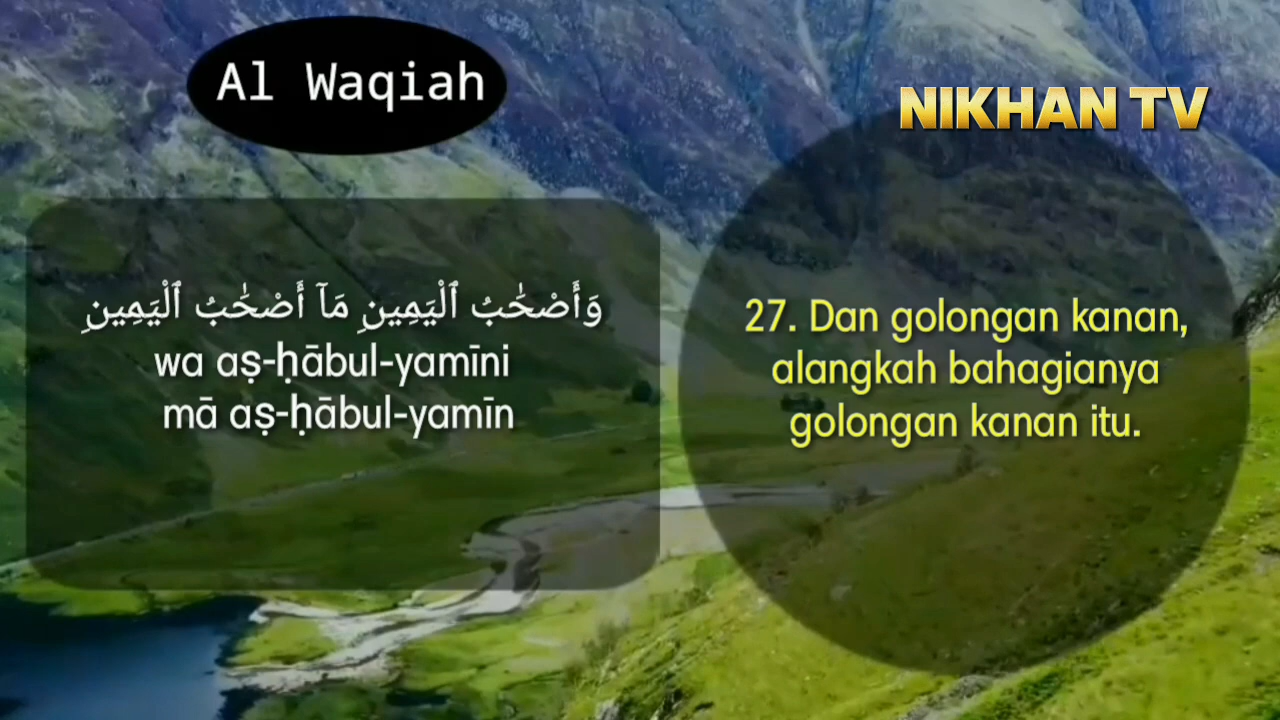 Al Waqiah
NIKHAN TV
وَأَصْحَٰبُ ٱلْيَمِينِ مَآ أَصْحَٰبُ ٱلْيَمِينِ
wa aṣ-ḥābul-yamīni
mā aṣ-ḥābul-yamīn
27. Dan golongan kanan,
alangkah bahagianya
golongan kanan itu.